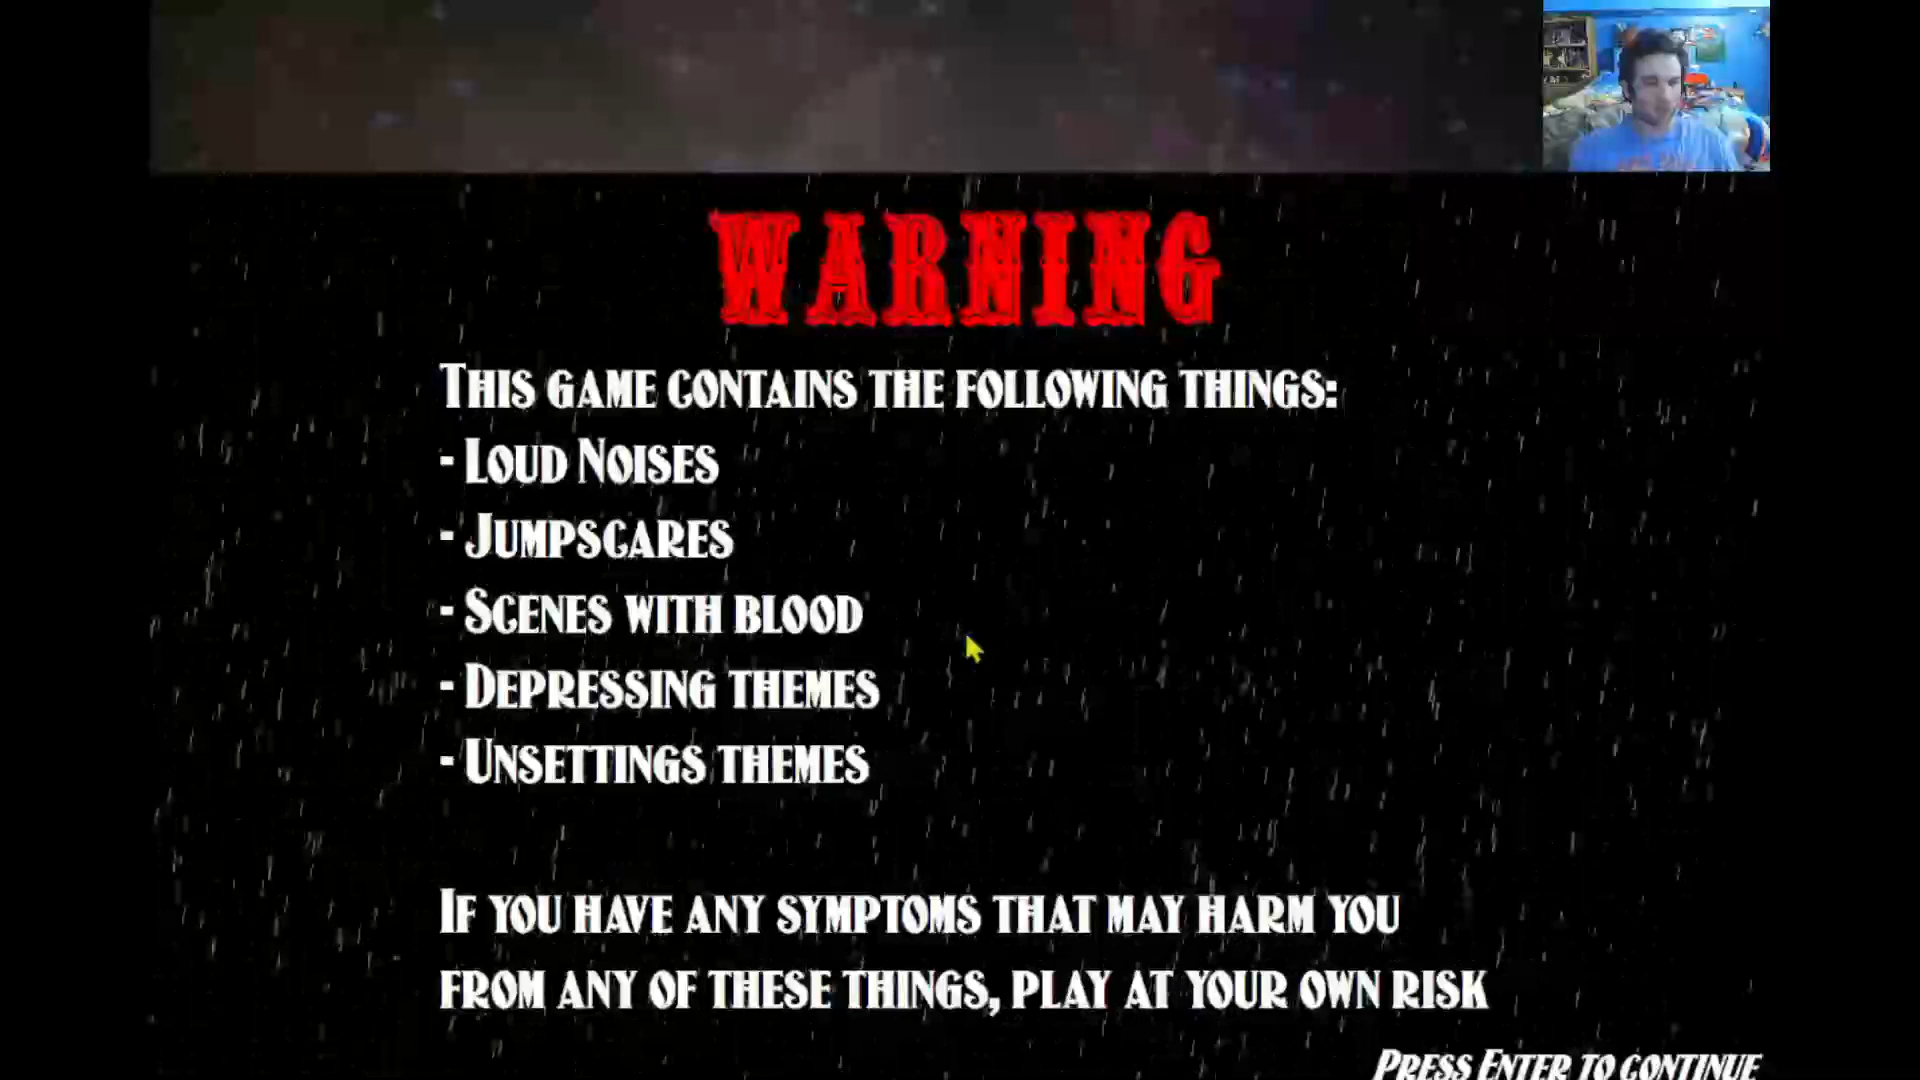 WARNING
THIS GAME CONTAINS THE FOLLOWING THINGS:
- LOUD NOISES
- JUMPSCARES
- SCENES WITH BLOOD
- DEPRESSING THEMES
- UNSETTINGS THEMES
IF YOU HAVE ANY SYMPTOMS THAT MAY HARM YOU
FROM ANY OF THESE THINGS, PLAY AT YOUR OWN RISK
PRESS ENTER TO CONTINUE